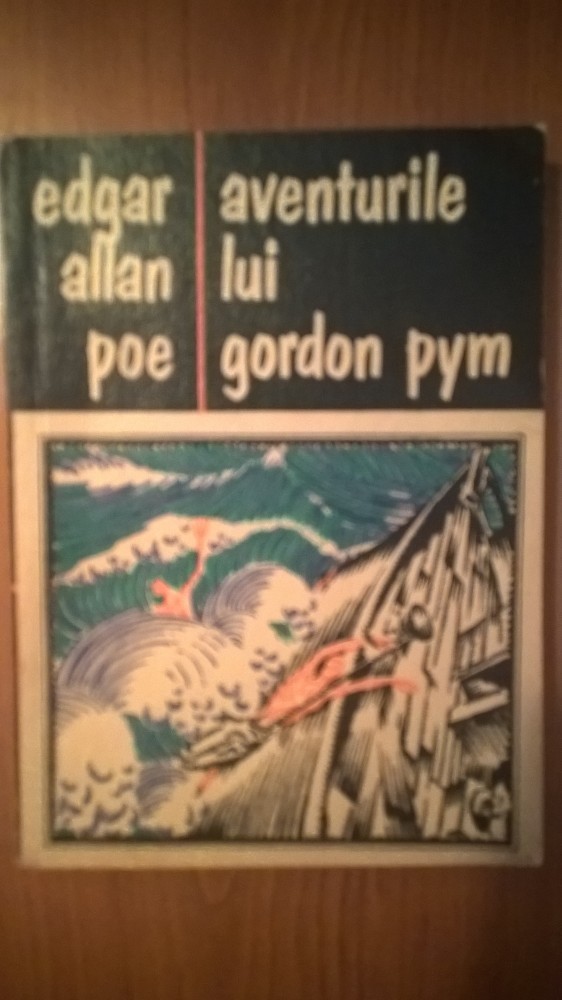 edgar
allan
poe
aventurile
lui
gordon pym